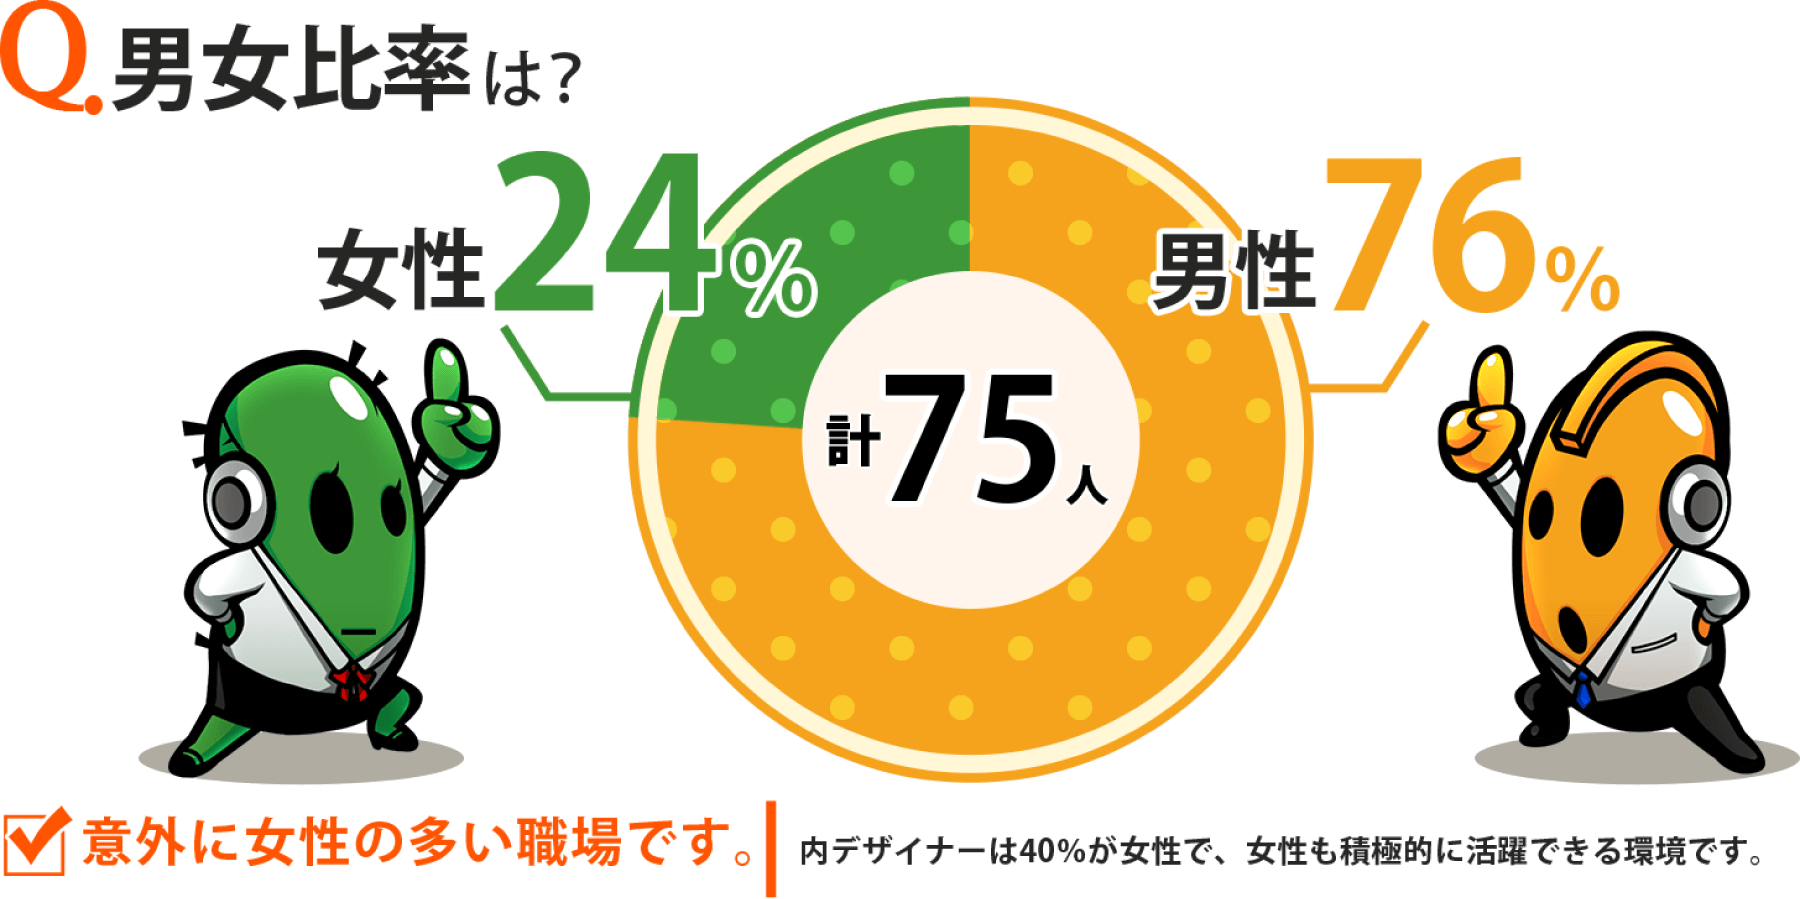 Q.男女比率は?
女性24%
男性76%
計75人
意外に女性の多い職場です。
内デザイナーは40%が女性で、女性も積極的に活躍できる環境です。